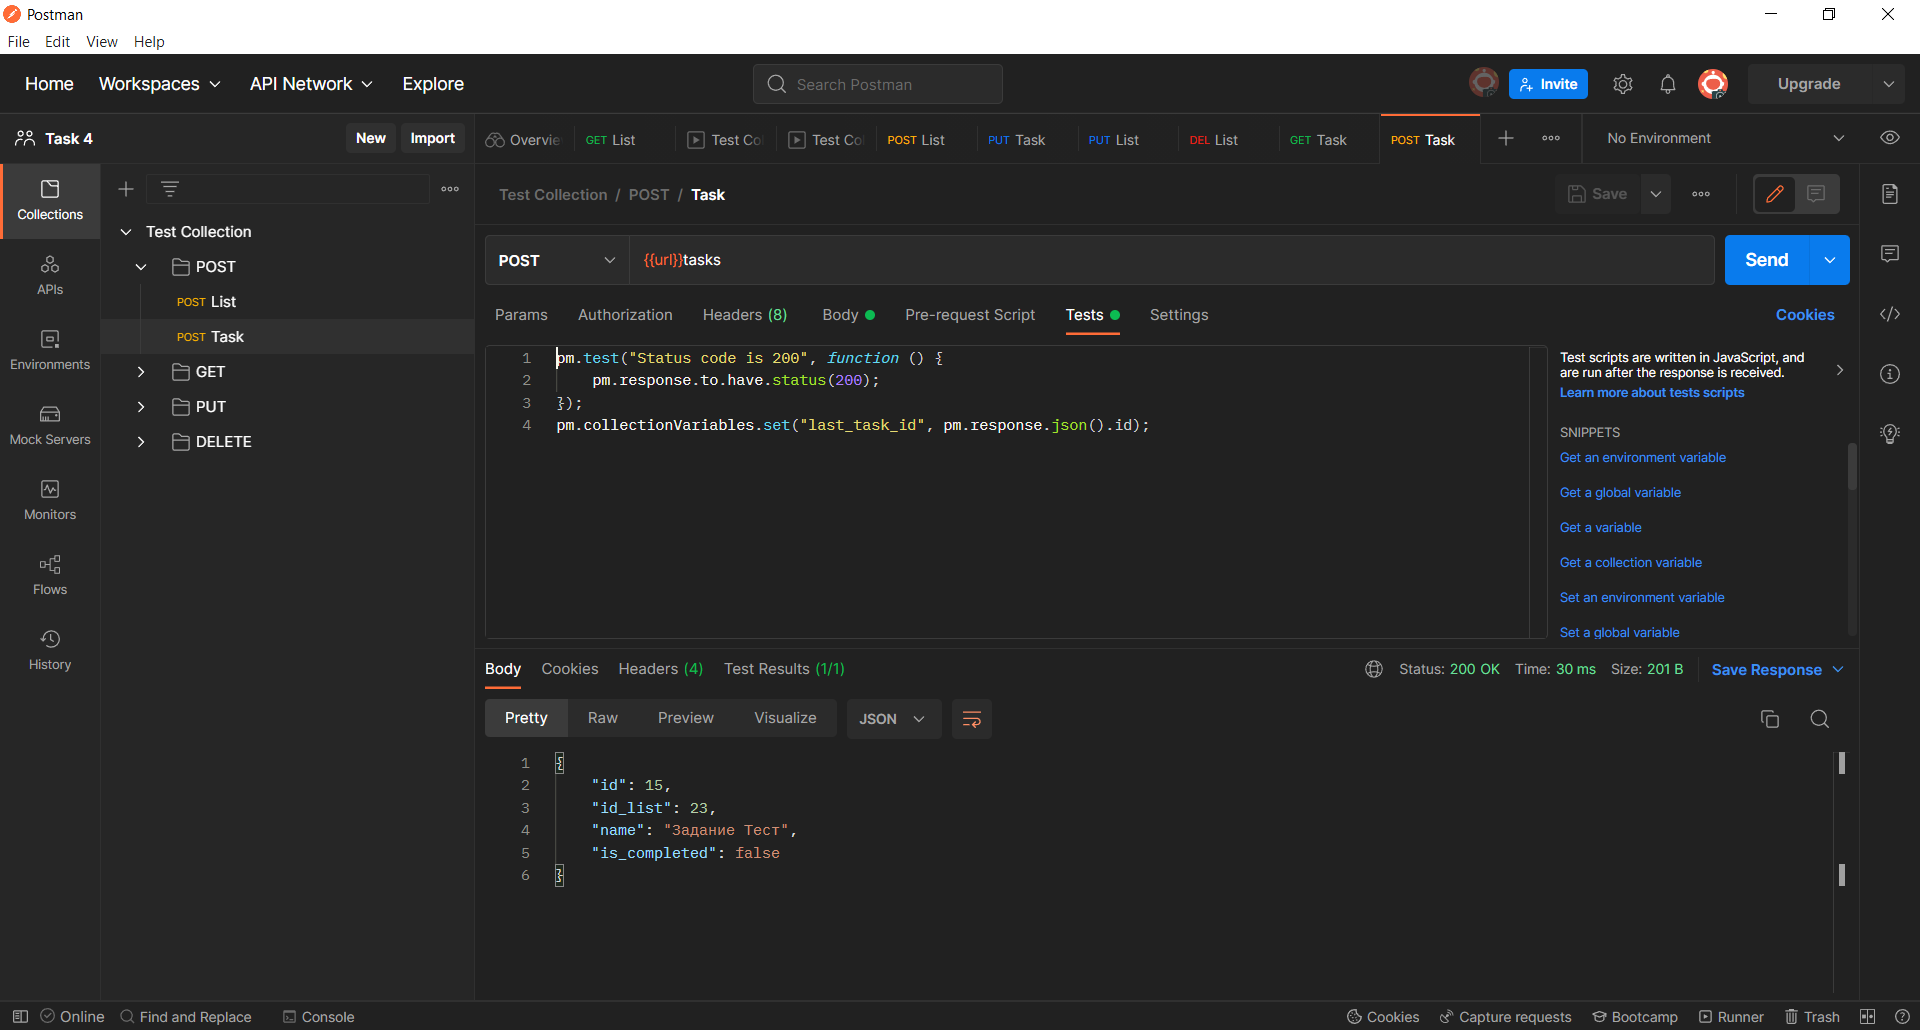 Postman
File Edit View Help
Home Workspaces API Network Explore
Search Postman
Invite
Upgrade
Task 4
New Import
Overvie
GET List
Test Co
Test Co
POST List
PUT Task
PUT List
DEL List
GET Task
POST Task
No Environment
Collections
APIs
Environments
Mock Servers
Monitors
Flows
History
Test Collection
POST
POST List
POST Task
GET
PUT
DELETE
Test Collection / POST / Task
Save
POST
{{url}}tasks
Send
Params Authorization Headers (8) Body Pre-request Script Tests Settings
Cookies
1 pm.test("Status code is 200", function () {
2 pm.response.to.have.status(200);
3 });
4 pm.collectionVariables.set("last_task_id", pm.response.json().id);
Test scripts are written in JavaScript, and
are run after the response is received.
Learn more about tests scripts
SNIPPETS
Get an environment variable
Get a global variable
Get a variable
Get a collection variable
Set an environment variable
Set a global variable
Body Cookies Headers (4) Test Results (1/1)
Status: 200 OK Time: 30 ms Size: 201 B
Save Response
Pretty Raw Preview Visualize
JSON
1 {
2 "id": 15,
3 "id_list": 23,
4 "name": "Задание Тест",
5 "is_completed": false
6 }
Online Find and Replace Console
Cookies Capture requests Bootcamp Runner Trash